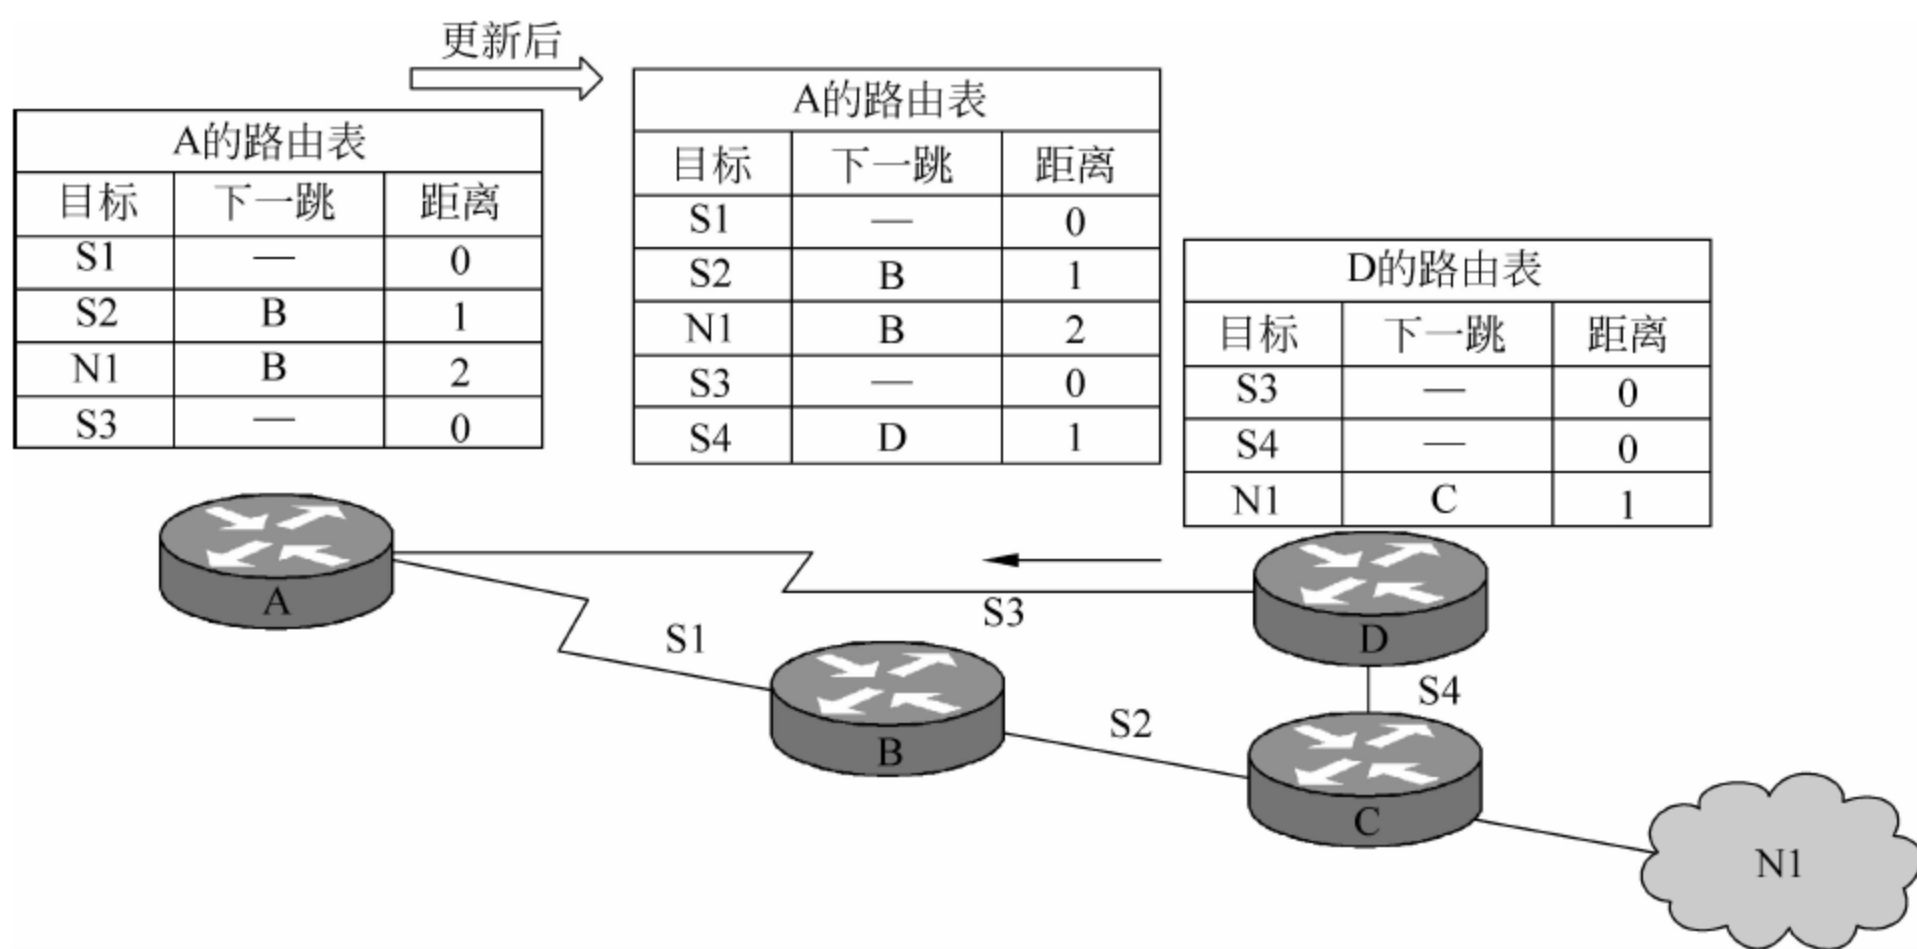 更新后
A的路由表
目标 下一跳 距离
S1 — 0
S2 B 1
N1 B 2
S3 — 0
A的路由表
目标 下一跳 距离
S1 — 0
S2 B 1
N1 B 2
S3 — 0
S4 D 1
D的路由表
目标 下一跳 距离
S3 — 0
S4 — 0
N1 C 1
A
S3
D
S1
S4
B
S2
C
N1